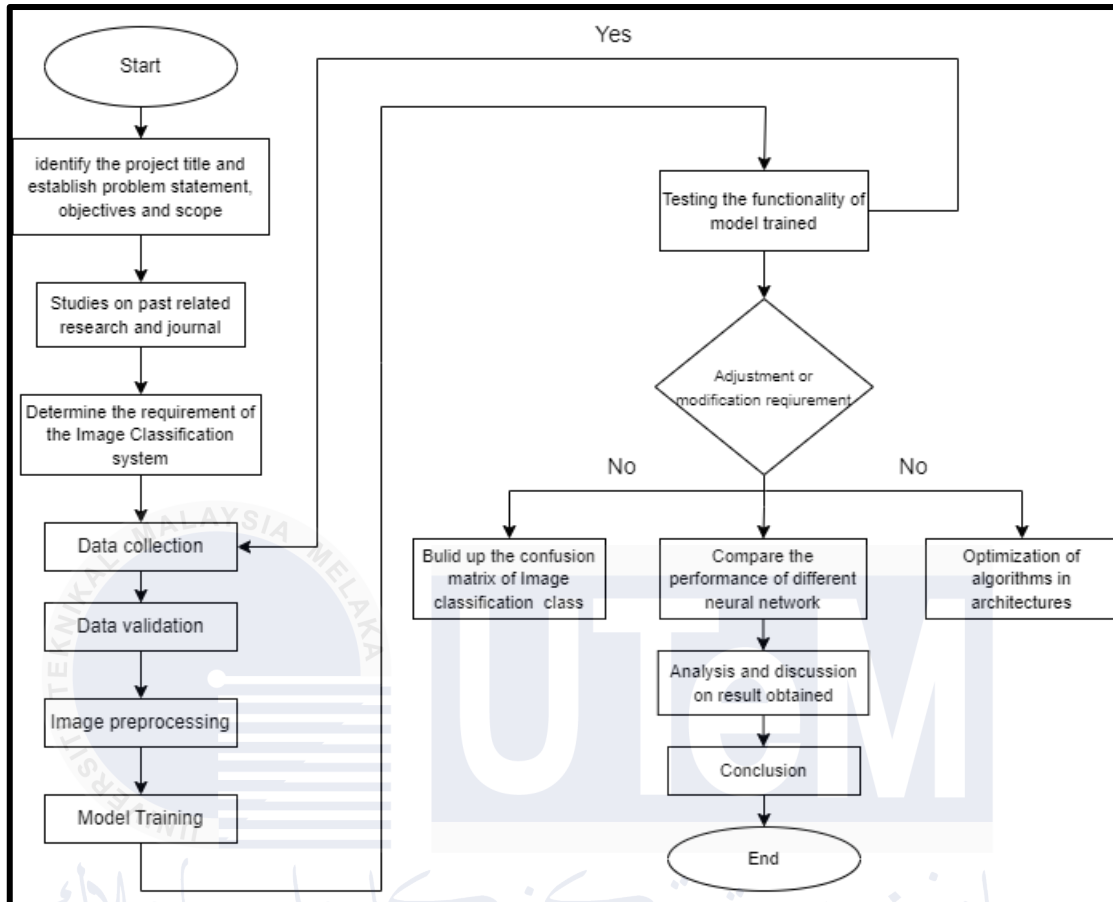 Start
identify the project title and
establish problem statement,
objectives and scope
Studies on past related
research and journal
Determine the requirement of
the Image Classification
system
Data collection
Data validation
Image preprocessing
Model Training
Yes
Testing the functionality of
model trained
Adjustment or
modification reqiurement
No
No
Bulid up the confusion
matrix of Image
classification class
Compare the
performance of different
neural network
Optimization of
algorithms in
architectures
Analysis and discussion
on result obtained
Conclusion
End
UTeM
TEKNIKAL MALAYSIA MELAKA